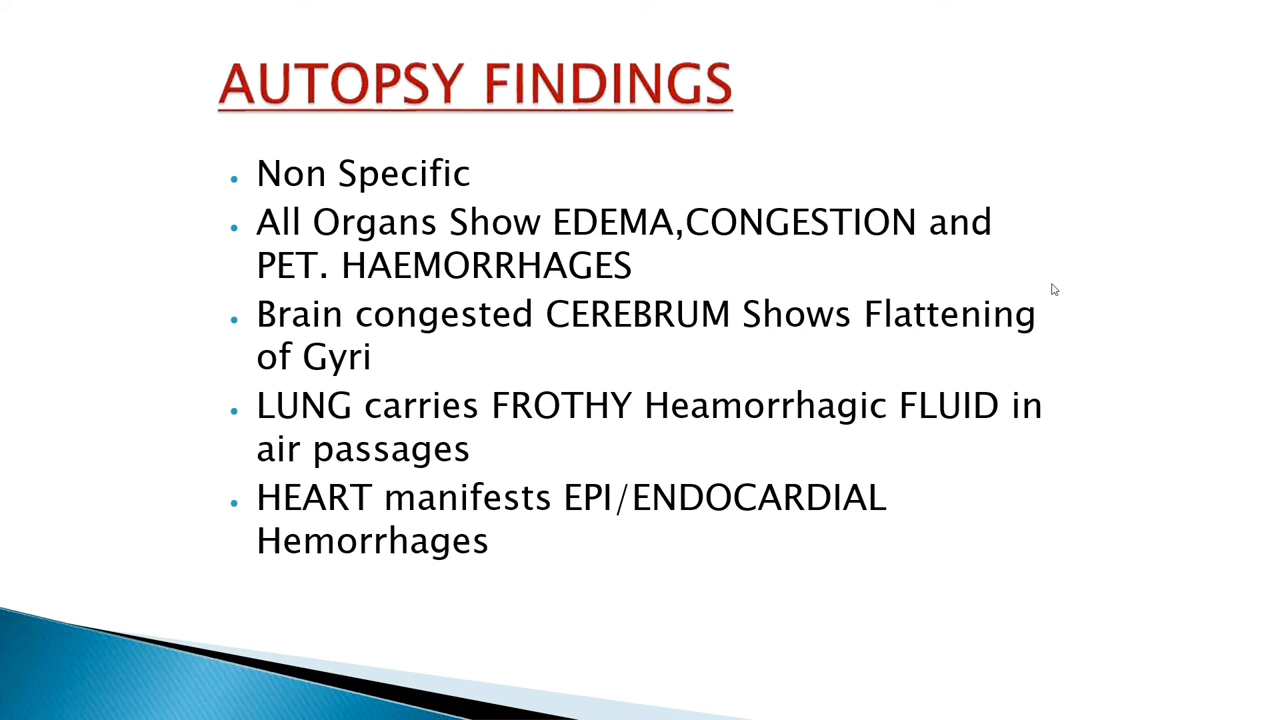 AUTOPSY FINDINGS
• Non Specific
• All Organs Show EDEMA,CONGESTION and
PET. HAEMORRHAGES
• Brain congested CEREBRUM Shows Flattening
of Gyri
• LUNG carries FROTHY Heamorrhagic FLUID in
air passages
• HEART manifests EPI/ENDOCARDIAL
Hemorrhages